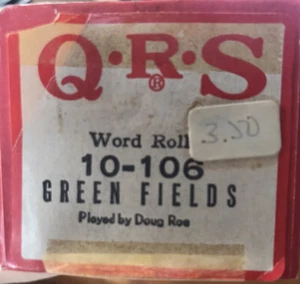 Q·R·S
®
Word Roll
3.50
10-106
GREEN FIELDS
Played by Doug Roe